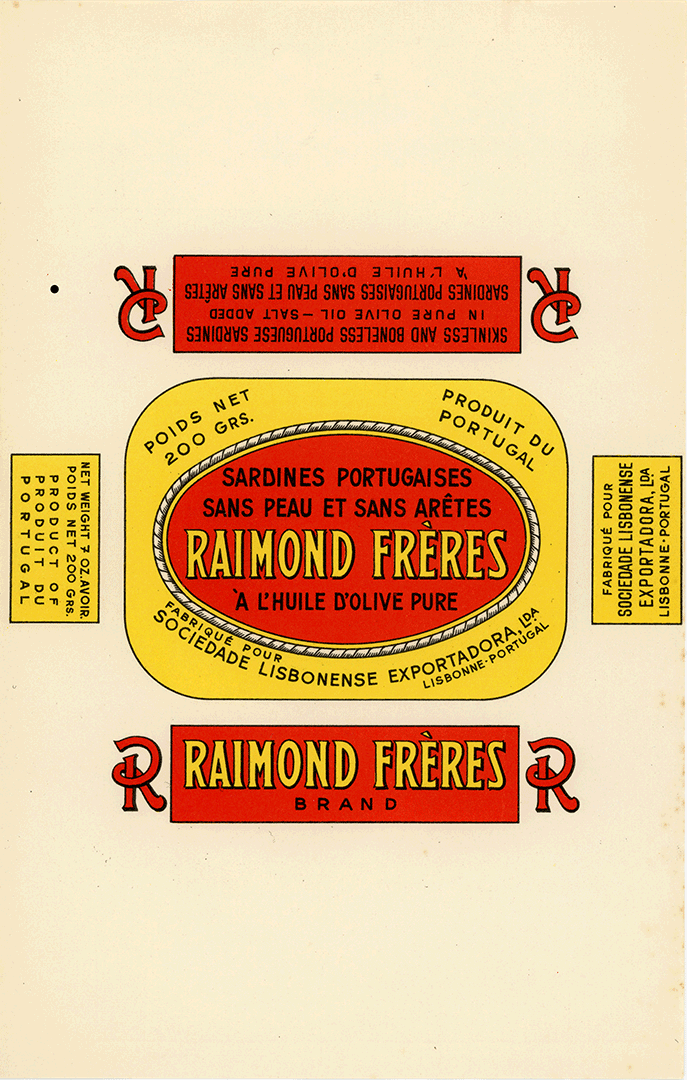 SKINLESS AND BONELESS PORTUGUESE SARDINES
IN PURE OLIVE OIL – SALT ADDED
SARDINES PORTUGAISES SANS PEAU ET SANS ARÊTES
À L'HUILE D'OLIVE PURE
R
R
POIDS NET
200 GRS.
PRODUIT DU
PORTUGAL
SARDINES PORTUGAISES
SANS PEAU ET SANS ARÊTES
RAIMOND FRÈRES
À L'HUILE D'OLIVE PURE
FABRIQUÉ POUR
SOCIEDADE LISBONENSE EXPORTADORA, LDA
LISBONNE-PORTUGAL
NET WEIGHT 7 OZ.AVOIR.
POIDS NET 200 GRS.
PRODUCT OF
PRODUIT DU
PORTUGAL
FABRIQUÉ POUR
SOCIEDADE LISBONENSE
EXPORTADORA, LDA
LISBONNE-PORTUGAL
R
RAIMOND FRÈRES
BRAND
R